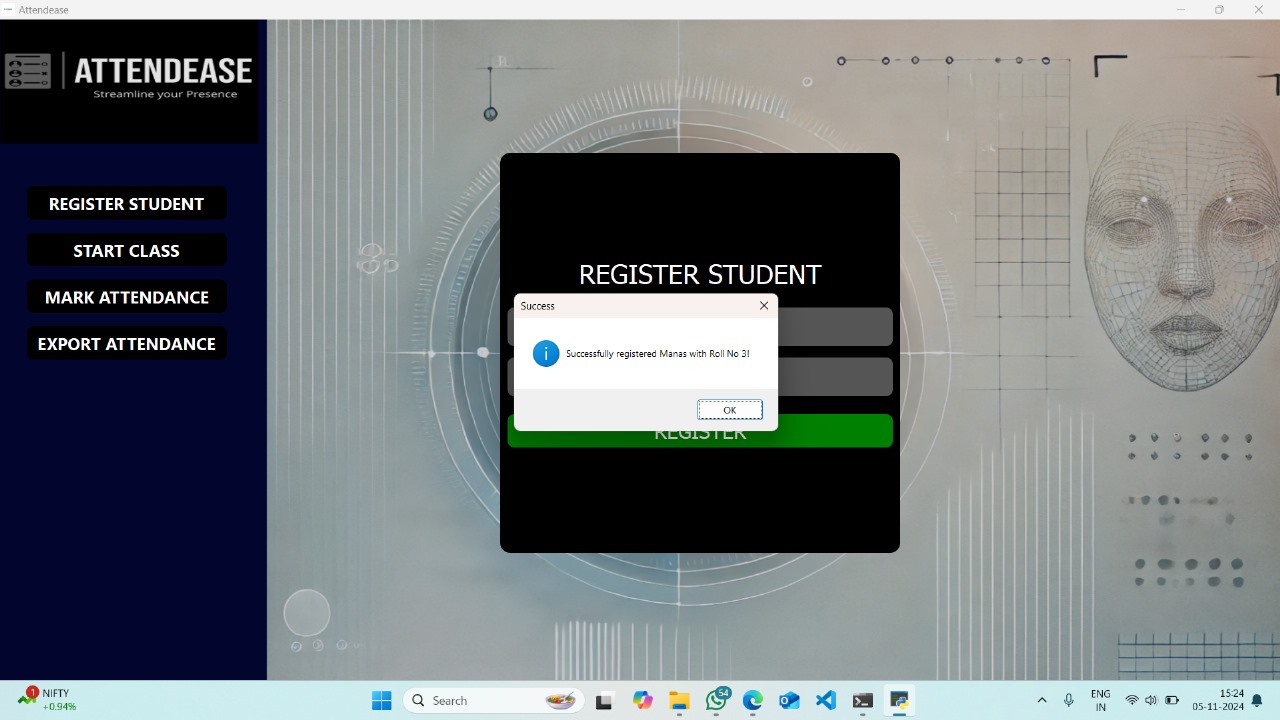 Attendease
ATTENDEASE
Streamline your Presence
REGISTER STUDENT
START CLASS
MARK ATTENDANCE
EXPORT ATTENDANCE
REGISTER STUDENT
Success
Successfully registered Manas with Roll No 3!
OK
REGISTER
1
NIFTY
+0.94%
Search
54
ENG
IN
15:24
05-11-2024